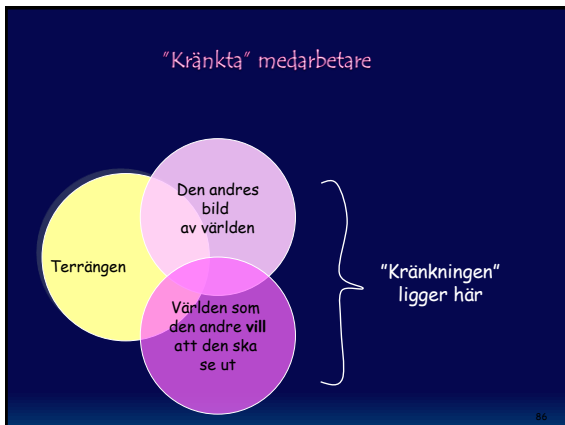 "Kränkta" medarbetare
Den andres
bild
av världen
Terrängen
"Kränkningen"
ligger här
Världen som
den andre vill
att den ska
se ut
86